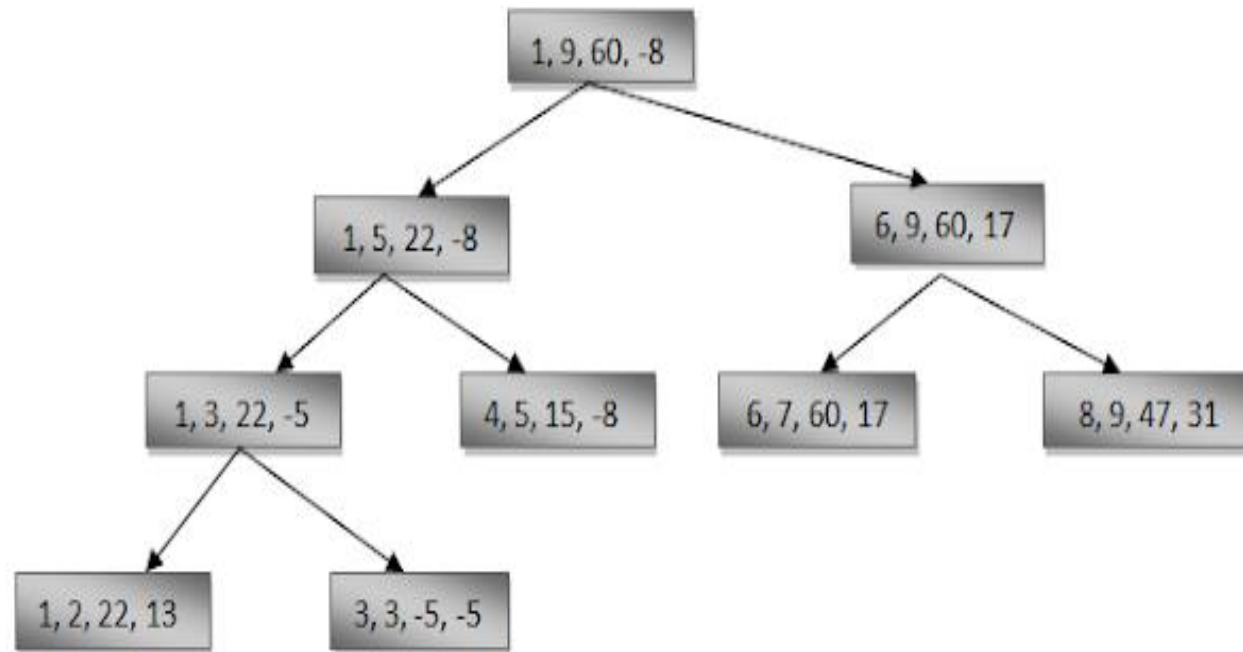 1, 9, 60, -8
1, 5, 22, -8
6, 9, 60, 17
1, 3, 22, -5
4, 5, 15, -8
6, 7, 60, 17
8, 9, 47, 31
1, 2, 22, 13
3, 3, -5, -5